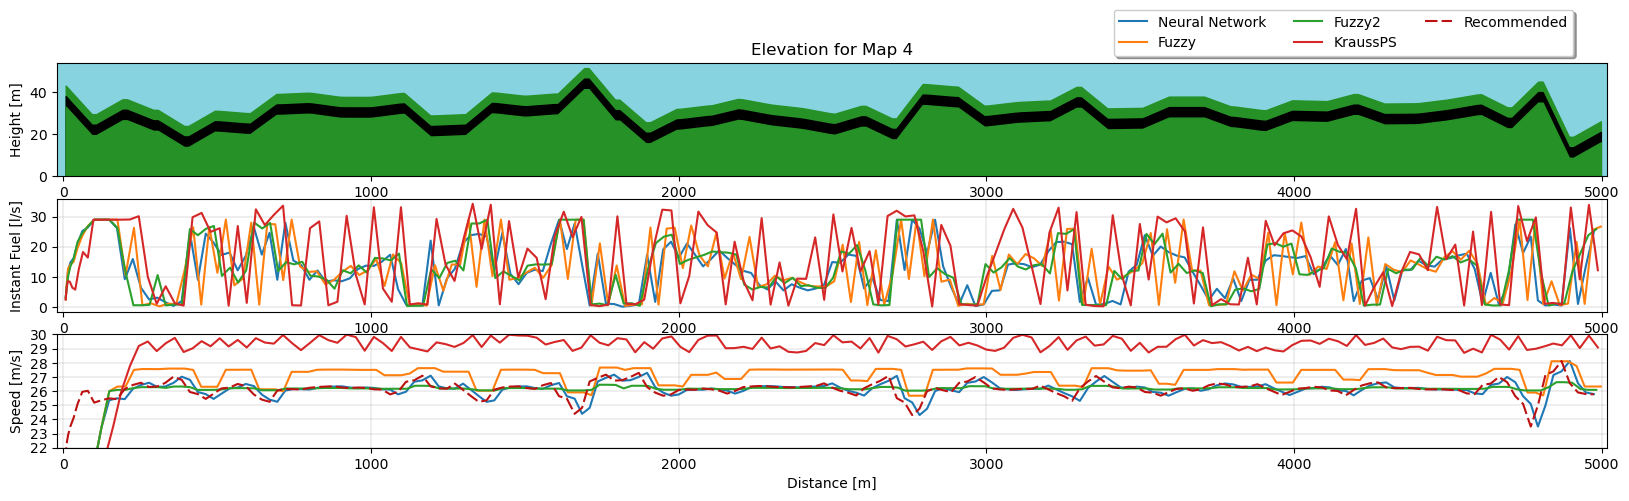 Neural Network
Fuzzy
Fuzzy2
KraussPS
Recommended
Elevation for Map 4
Height [m]
40
20
0
0 1000 2000 3000 4000 5000
Instant Fuel [l/s]
30
20
10
0
0 1000 2000 3000 4000 5000
Speed [m/s]
30
29
28
27
26
25
24
23
22
0 1000 2000 3000 4000 5000
Distance [m]